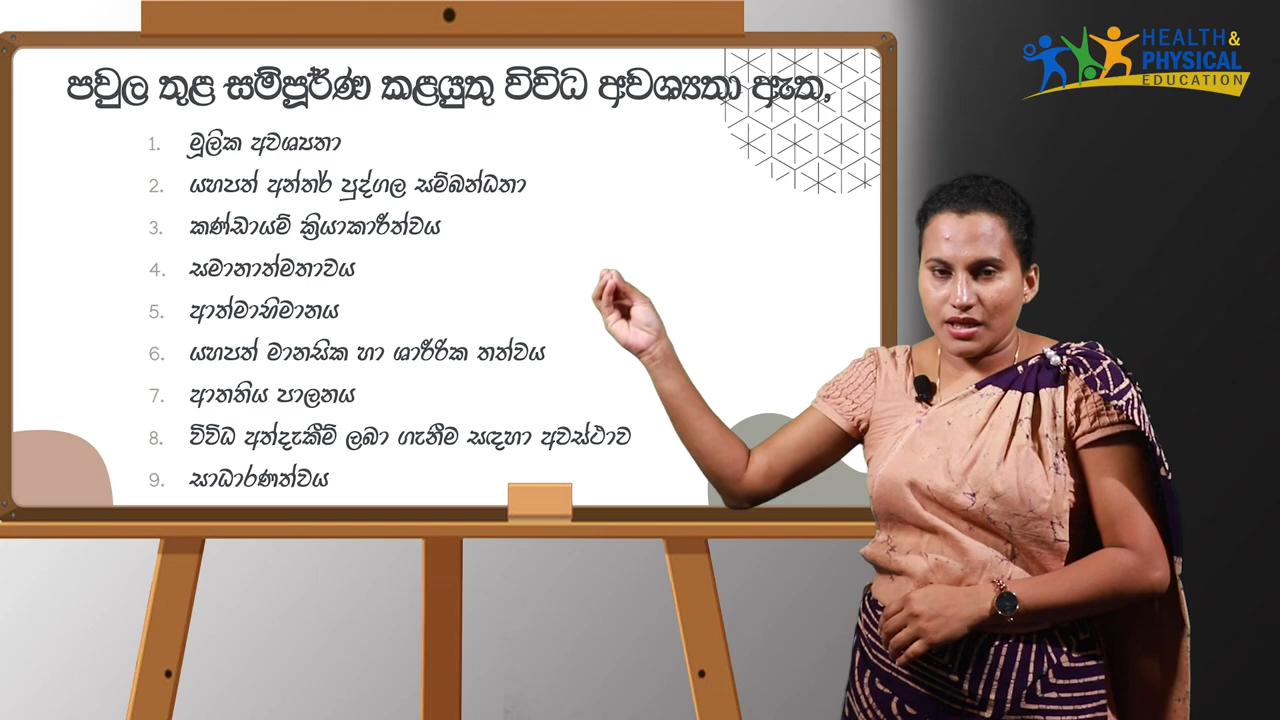 පවුල තුළ සම්පූර්ණ කළයුතු විවිධ අවශ්‍යතා ඇත,
1. මූලික අවශ්‍යතා
2. යහපත් අන්තර් පුද්ගල සම්බන්ධතා
3. කණ්ඩායම් ක්‍රියාකාරීත්වය
4. සමානාත්මතාවය
5. ආත්මාභිමානය
6. යහපත් මානසික හා ශාරීරික තත්වය
7. ආතතිය පාලනය
8. විවිධ අත්දැකීම් ලබා ගැනීම සඳහා අවස්ථාව
9. සාධාරණත්වය
HEALTH &
PHYSICAL
EDUCATION